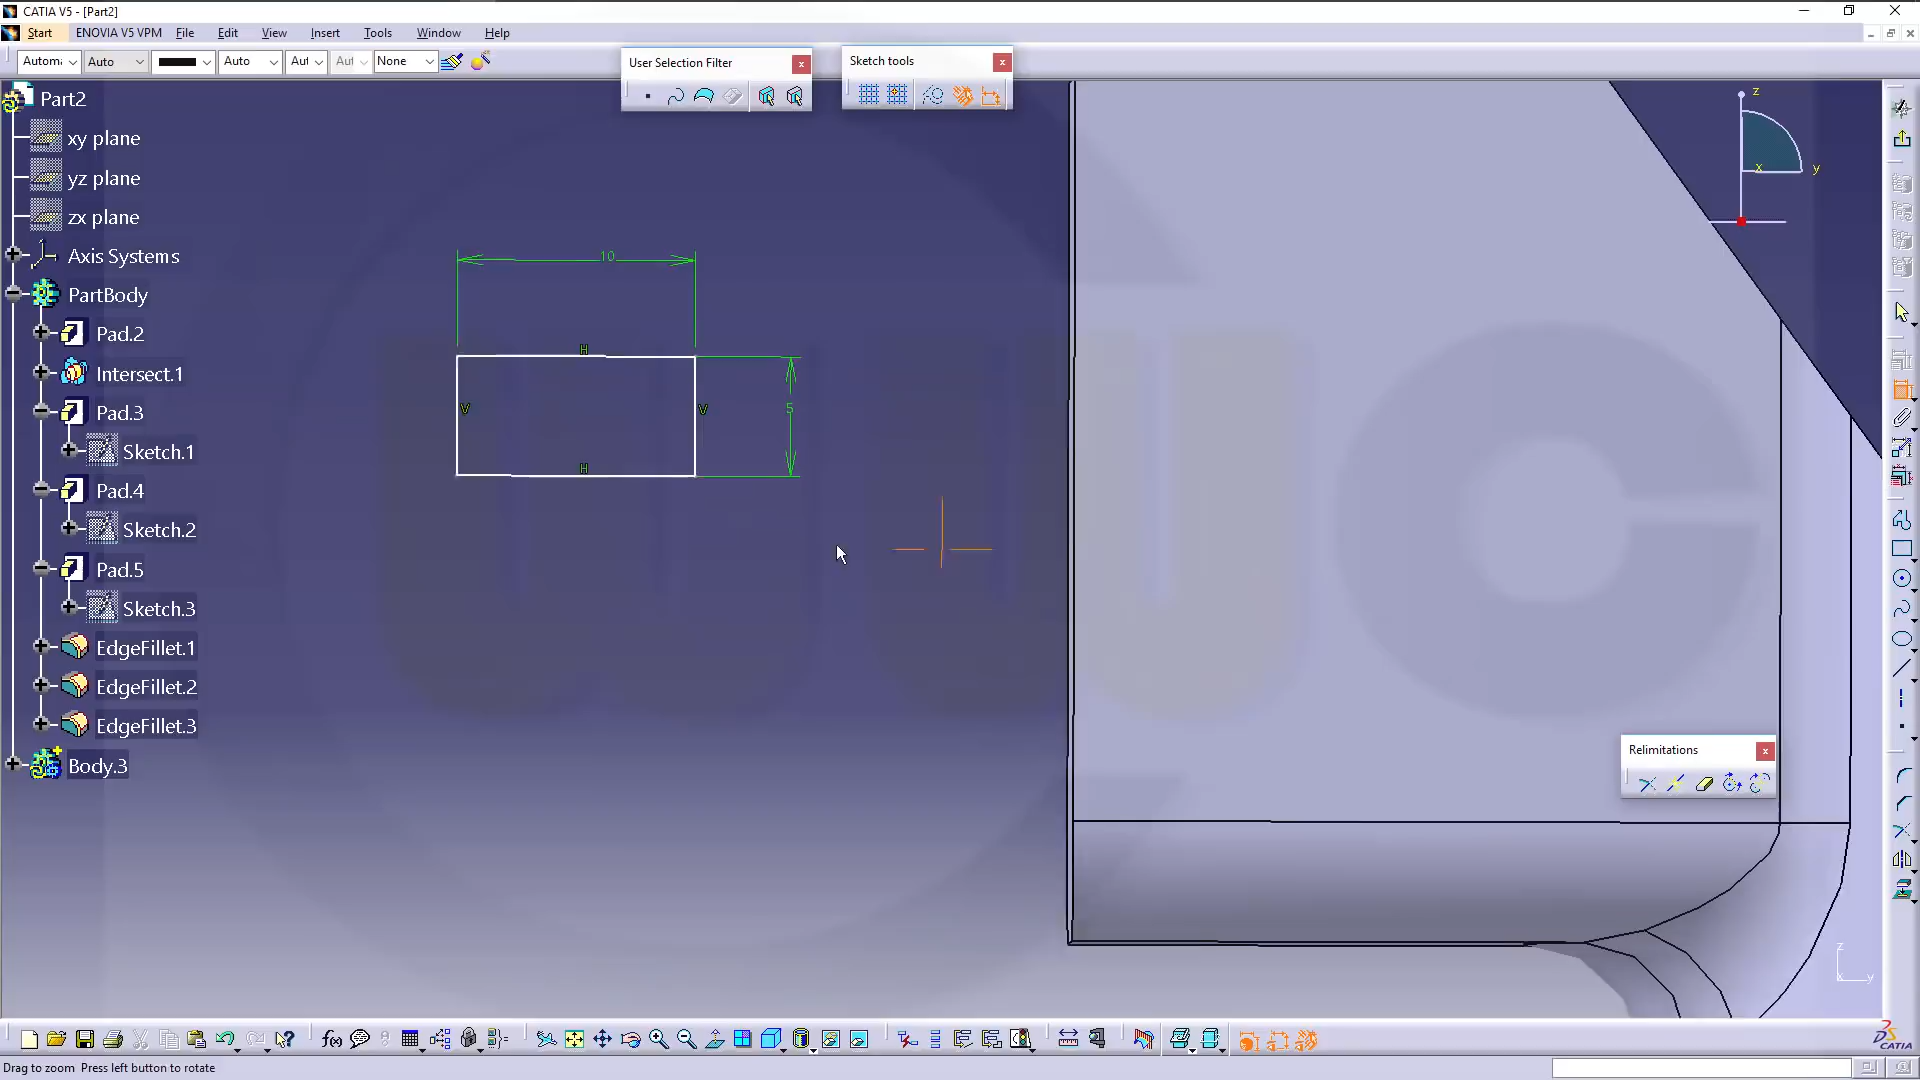 CATIA V5 - [Part2]
Start ENOVIA V5 VPM File Edit View Insert Tools Window Help
Automa Auto Auto Aut Aut None
User Selection Filter
Sketch tools
Part2
xy plane
yz plane
zx plane
Axis Systems
PartBody
Pad.2
Intersect.1
Pad.3
Sketch.1
Pad.4
Sketch.2
Pad.5
Sketch.3
EdgeFillet.1
EdgeFillet.2
EdgeFillet.3
Body.3
10
H
V V
5
H
z
x y
Relimitations
z
x y
CATIA
Drag to zoom Press left button to rotate